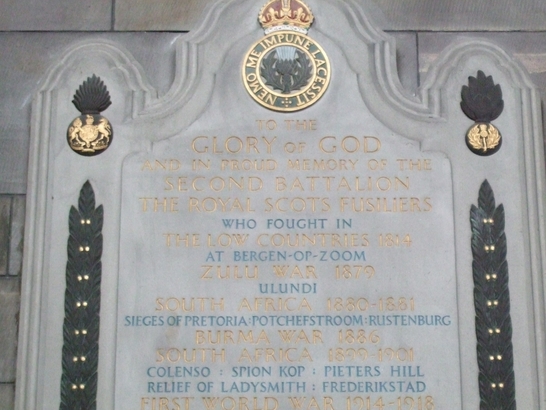 NEMO ME IMPUNE LACESSIT
TO THE
GLORY OF GOD
AND IN PROUD MEMORY OF THE
SECOND BATTALION
THE ROYAL SCOTS FUSILIERS
WHO FOUGHT IN
THE LOW COUNTRIES 1814
AT BERGEN-OP-ZOOM
ZULU WAR 1879
ULUNDI
SOUTH AFRICA 1880-1881
SIEGES OF PRETORIA: POTCHEFSTROOM: RUSTENBURG
BURMA WAR 1886
SOUTH AFRICA 1899-1901
COLENSO : SPION KOP : PIETERS HILL
RELIEF OF LADYSMITH : FREDERIKSTAD
FIRST WORLD WAR 1914-1918